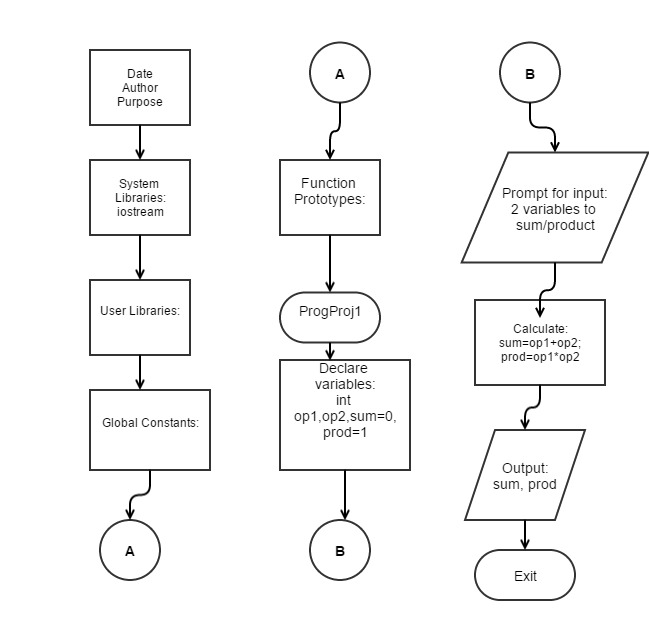 Date
Author
Purpose
System
Libraries:
iostream
User Libraries:
Global Constants:
A
A
Function
Prototypes:
ProgProj1
Declare
variables:
int
op1,op2,sum=0,
prod=1
B
B
Prompt for input:
2 variables to
sum/product
Calculate:
sum=op1+op2;
prod=op1*op2
Output:
sum, prod
Exit